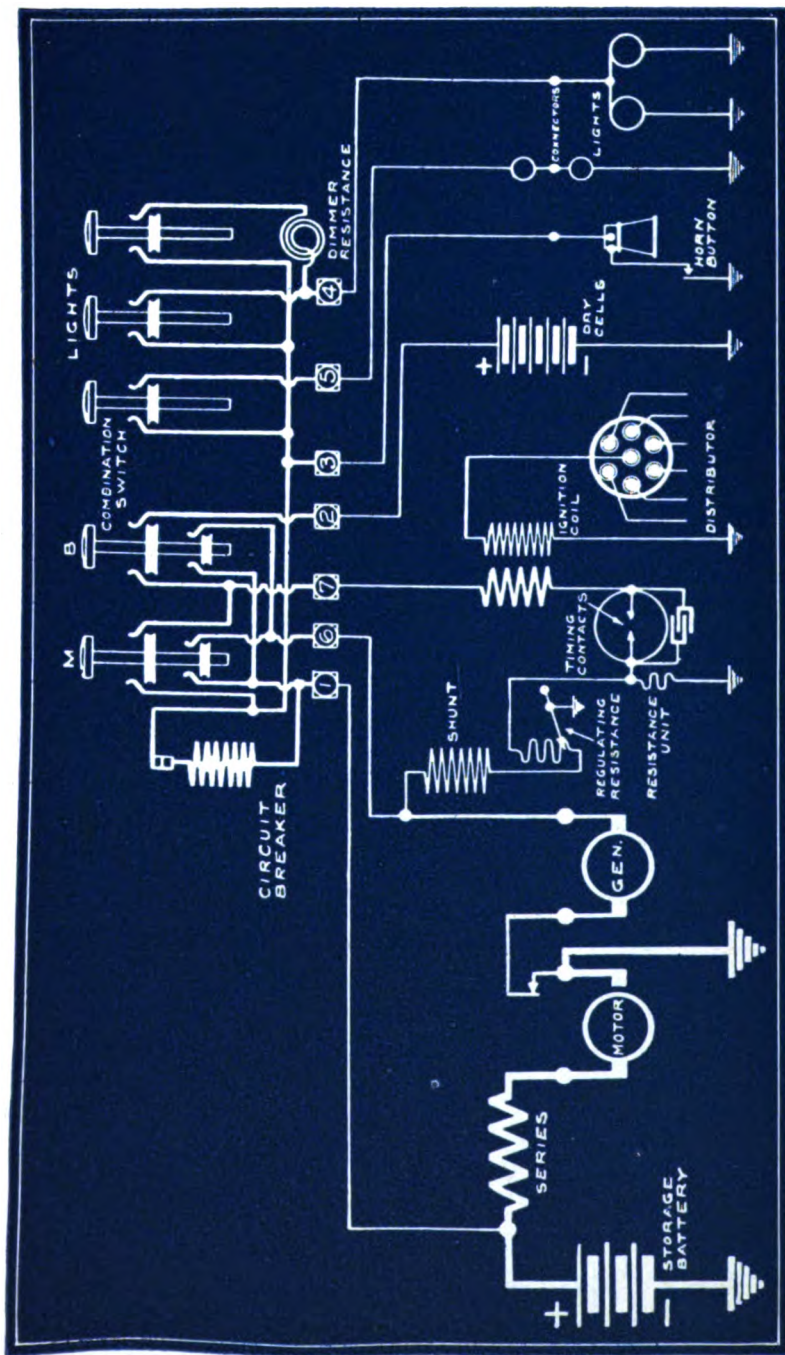 M
B
COMBINATION
SWITCH
LIGHTS
CIRCUIT
BREAKER
1
6
7
2
3
5
4
DIMMER
RESISTANCE
SHUNT
REGULATING
RESISTANCE
RESISTANCE
UNIT
TIMING
CONTACTS
IGNITION
COIL
DISTRIBUTOR
+
−
DRY
CELLS
HORN
BUTTON
CONNECTORS
LIGHTS
SERIES
MOTOR
GEN.
+
−
STORAGE
BATTERY